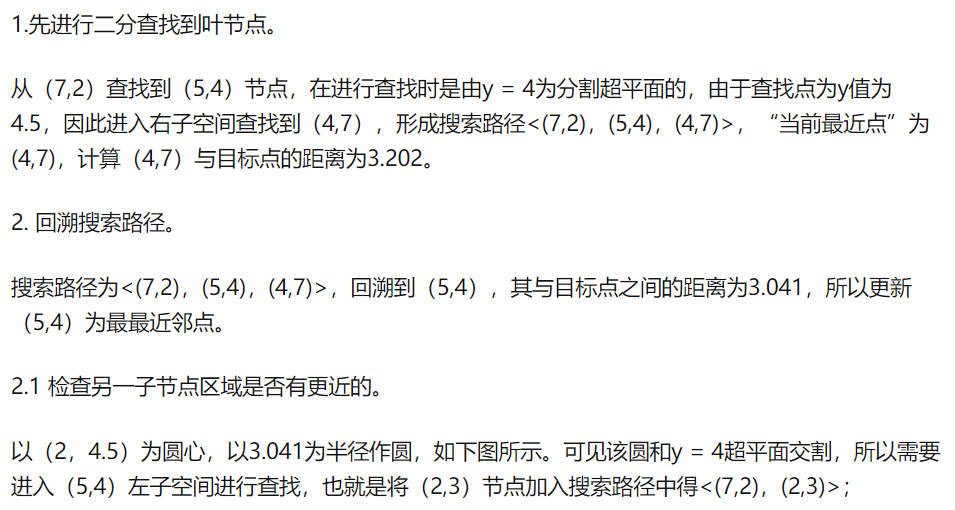 1.先进行二分查找到叶节点。
从（7,2）查找到（5,4）节点，在进行查找时是由y = 4为分割超平面的，由于查找点为y值为
4.5，因此进入右子空间查找到（4,7），形成搜索路径<(7,2)，(5,4)，(4,7)>，“当前最近点”为
(4,7)，计算（4,7）与目标点的距离为3.202。
2. 回溯搜索路径。
搜索路径为<(7,2)，(5,4)，(4,7)>，回溯到（5,4），其与目标点之间的距离为3.041，所以更新
（5,4）为最最近邻点。
2.1 检查另一子节点区域是否有更近的。
以（2，4.5）为圆心，以3.041为半径作圆，如下图所示。可见该圆和y = 4超平面交割，所以需要
进入（5,4）左子空间进行查找，也就是将（2,3）节点加入搜索路径中得<(7,2)，(2,3)>；